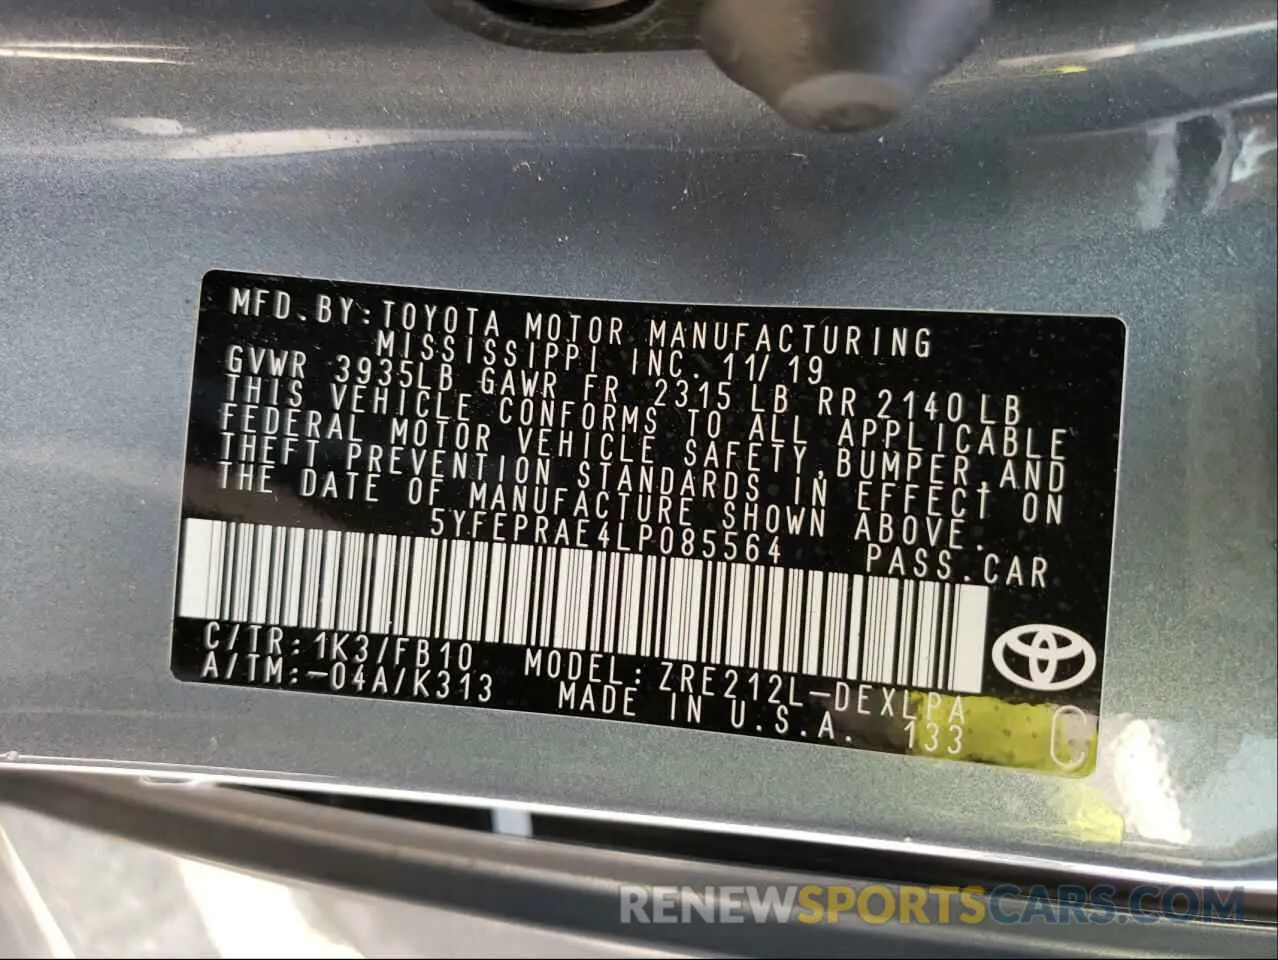 MFD.BY:TOYOTA MOTOR MANUFACTURING
MISSISSIPPI INC. 11/19
GVWR 3935LB GAWR FR 2315LB RR 2140LB
THIS VEHICLE CONFORMS TO ALL APPLICABLE
FEDERAL MOTOR VEHICLE SAFETY,BUMPER,AND
THEFT PREVENTION STANDARDS IN EFFECT ON
THE DATE OF MANUFACTURE SHOWN ABOVE.
5YFEPRAE4LP085564 PASS.CAR
C/TR:1K3/FB10 MODEL:ZRE212L-DEXLPA
A/TM:-04A/K313 MADE IN U.S.A. 133
C
RENEWSPORTSCARS.COM